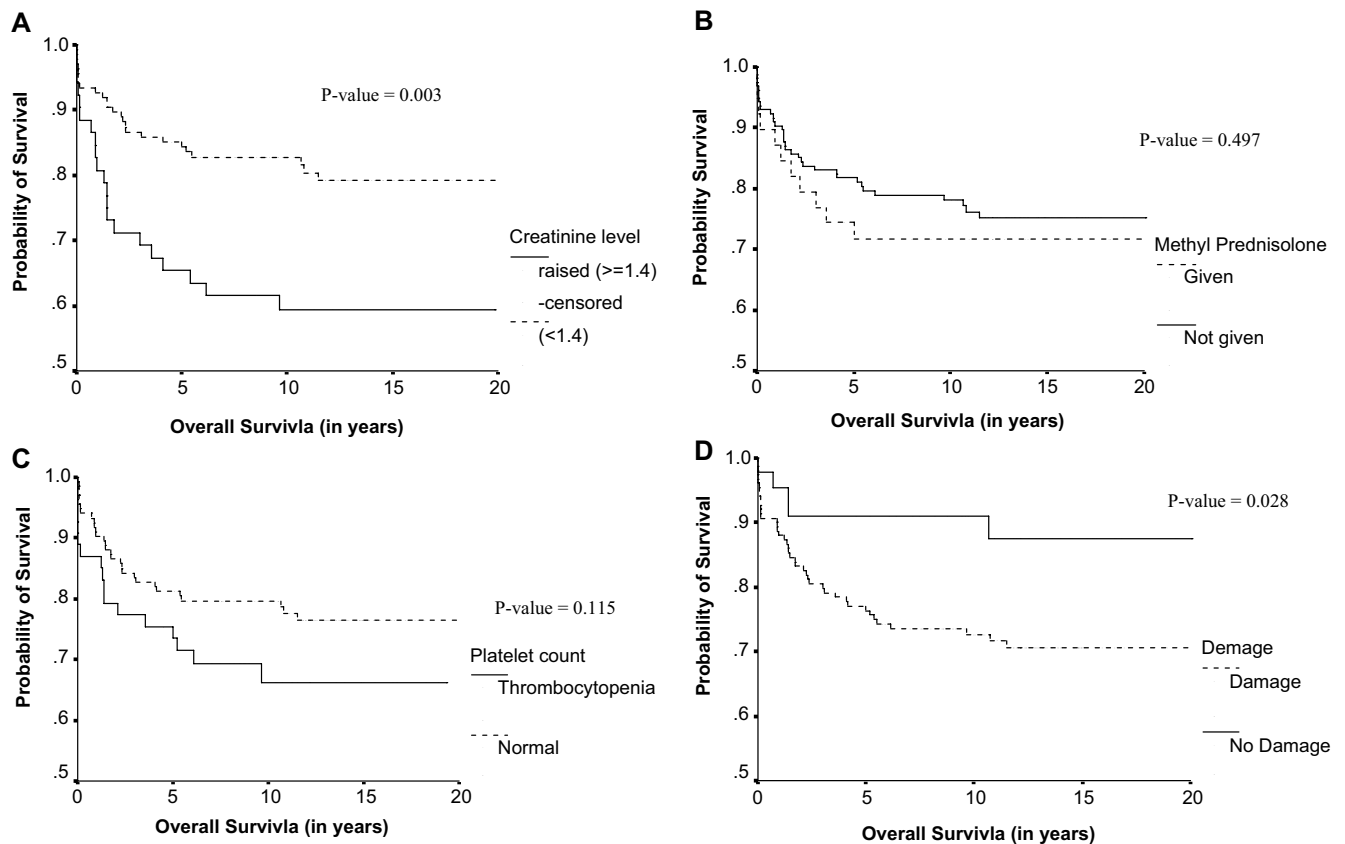 A
1.0
.9
.8
.7
.6
.5
0 5 10 15 20
Probability of Survival
Overall Survivla (in years)
P-value = 0.003
Creatinine level
raised (>=1.4)
-censored
(<1.4)
B
1.0
.9
.8
.7
.6
.5
0 5 10 15 20
Probability Survival
Overall Survivla (in years)
P-value = 0.497
Methyl Prednisolone
Given
Not given
C
1.0
.9
.8
.7
.6
.5
0 5 10 15 20
Probability of Survival
Overall Survivla (in years)
P-value = 0.115
Platelet count
Thrombocytopenia
Normal
D
1.0
.9
.8
.7
.6
.5
0 5 10 15 20
Probability of Survival
Overall Survivla (in years)
P-value = 0.028
Demage
Damage
No Damage